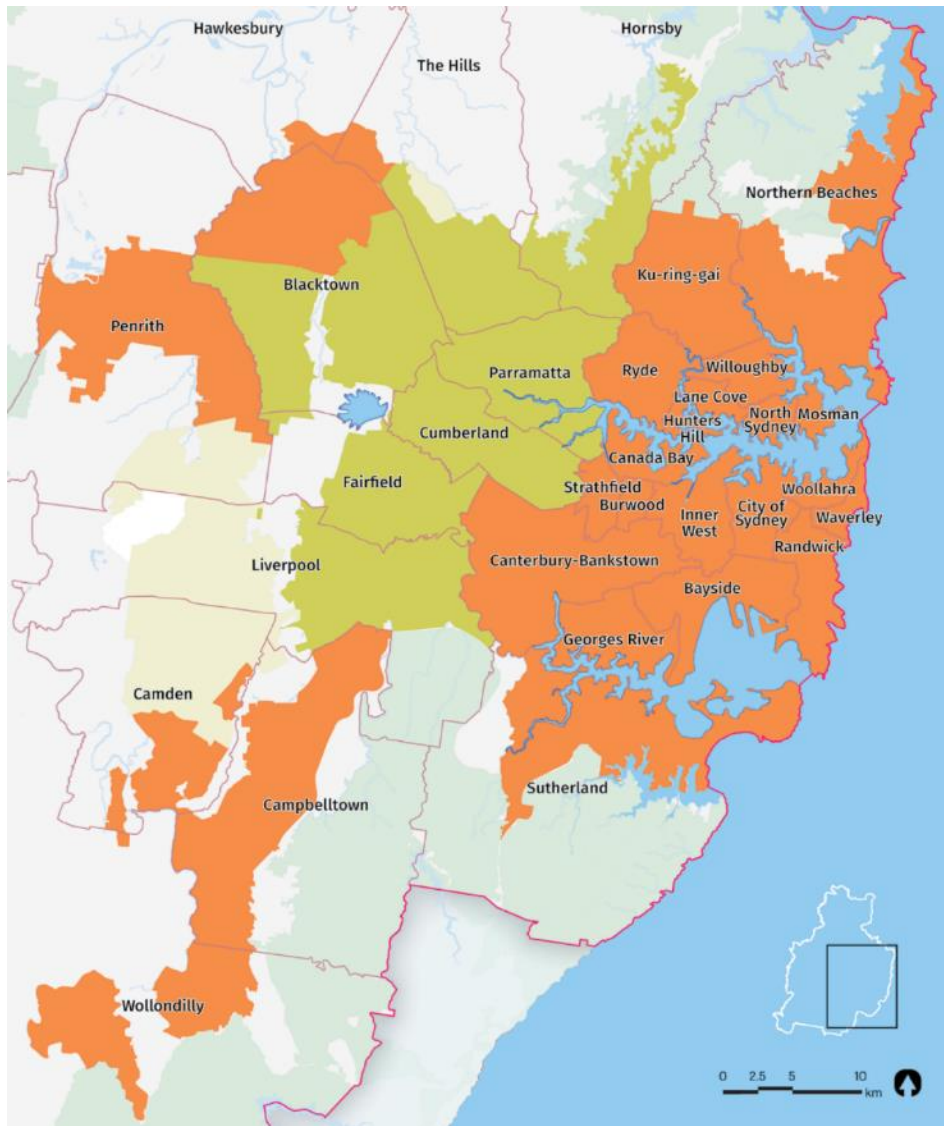 Hawkesbury
Hornsby
The Hills
Northern Beaches
Ku-ring-gai
Blacktown
Penrith
Parramatta
Ryde
Willoughby
Lane Cove
Hunters
Hill
North
Sydney
Mosman
Cumberland
Canada Bay
Fairfield
Strathfield
Burwood
Inner
West
City of
Sydney
Woollahra
Waverley
Randwick
Liverpool
Canterbury-Bankstown
Bayside
Georges River
Camden
Campbelltown
Sutherland
Wollondilly
0 2.5 5 10
km